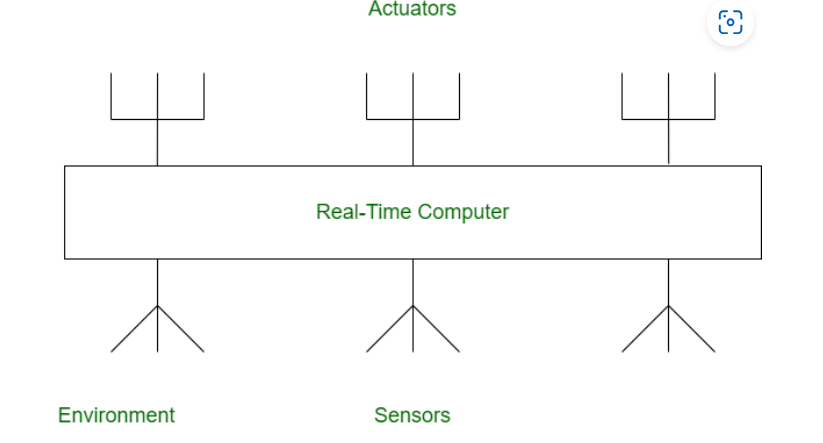 Actuators
Real-Time Computer
Environment
Sensors